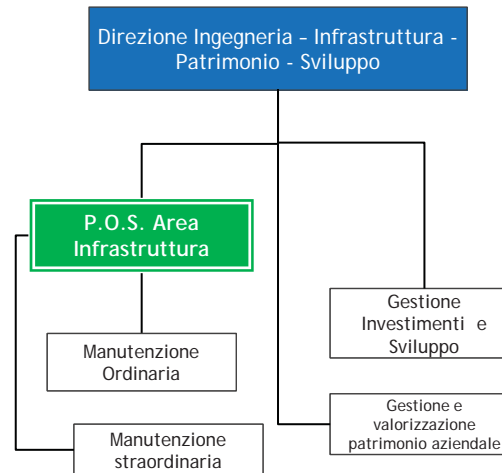 Direzione Ingegneria - Infrastruttura -
Patrimonio - Sviluppo
P.O.S. Area
Infrastruttura
Gestione
Investimenti e
Sviluppo
Manutenzione
Ordinaria
Gestione e
valorizzazione
patrimonio aziendale
Manutenzione
straordinaria